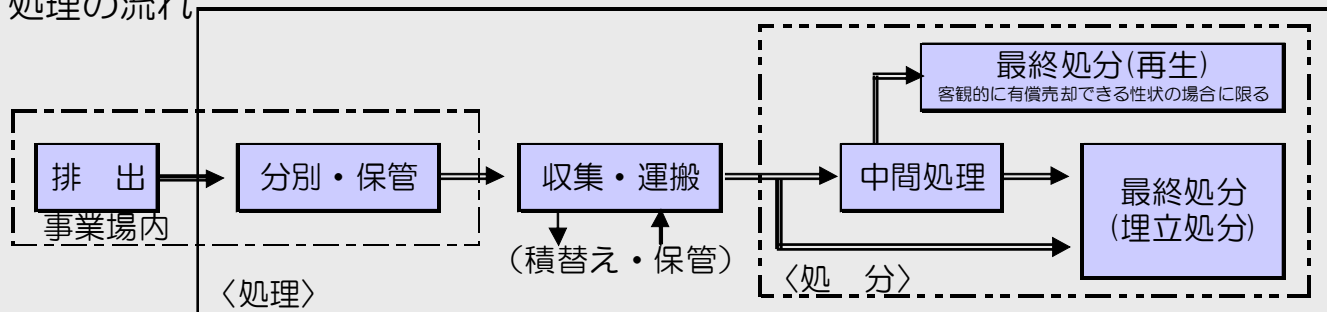 処理の流れ
最終処分(再生)
客観的に有償売却できる性状の場合に限る
排　出
分別・保管
収集・運搬
中間処理
最終処分
(埋立処分)
事業場内
(積替え・保管)
〈処　分〉
〈処理〉